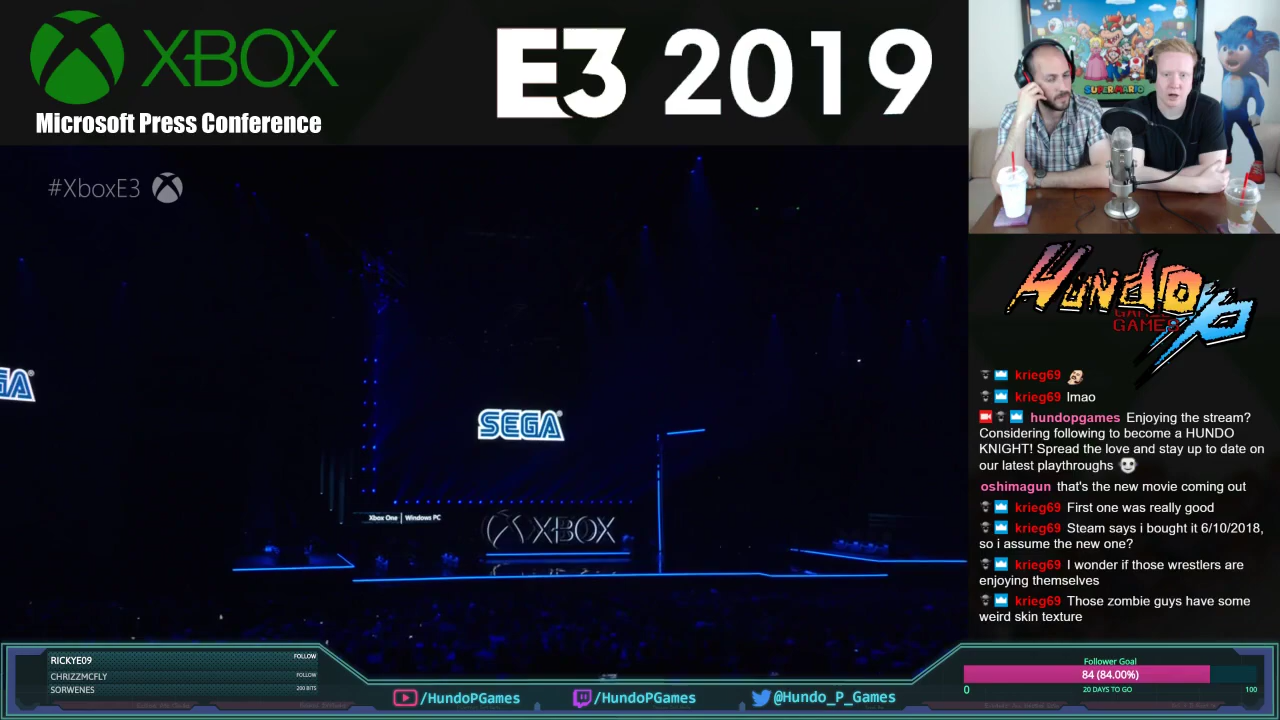 XBOX
Microsoft Press Conference
E3 2019
SUPER MARIO
#XboxE3
SEGA
Xbox One | Windows PC
XBOX
HUNDO P
GAMES
krieg69
krieg69 lmao
hundopgames Enjoying the stream?
Considering following to become a HUNDO
KNIGHT! Spread the love and stay up to date on
our latest playthroughs
oshimagun that's the new movie coming out
krieg69 First one was really good
krieg69 Steam says i bought it 6/10/2018,
so i assume the new one?
krieg69 I wonder if those wrestlers are
enjoying themselves
krieg69 Those zombie guys have some
weird skin texture
RICKYE09 FOLLOW
CHRIZZMCFLY FOLLOW
SORWENES 200 BITS
/HundoPGames
/HundoPGames
@Hundo_P_Games
Follower Goal
84 (84.00%)
0 20 DAYS TO GO 100